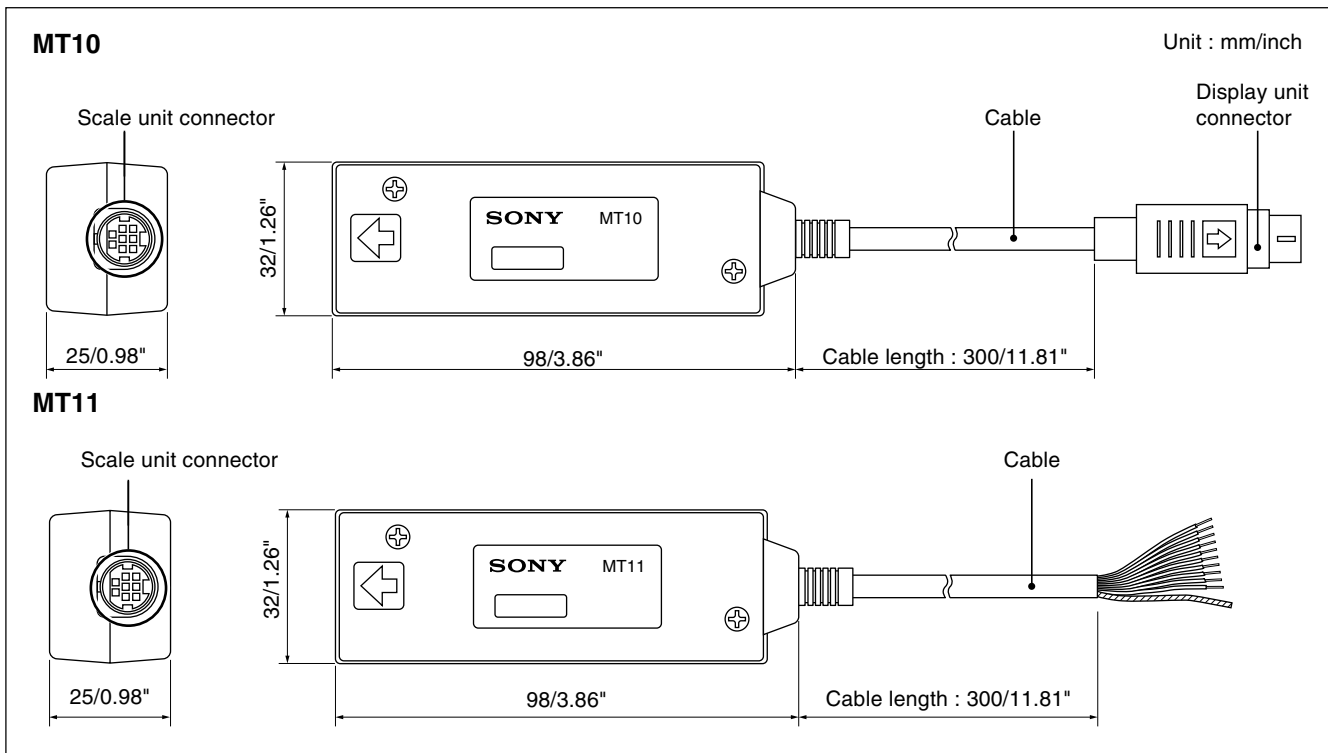 MT10
Unit : mm/inch
Display unit
connector
Scale unit connector
Cable
32/1.26"
SONY MT10
25/0.98"
98/3.86"
Cable length : 300/11.81"
MT11
Scale unit connector
Cable
32/1.26"
SONY MT11
25/0.98"
98/3.86"
Cable length : 300/11.81"